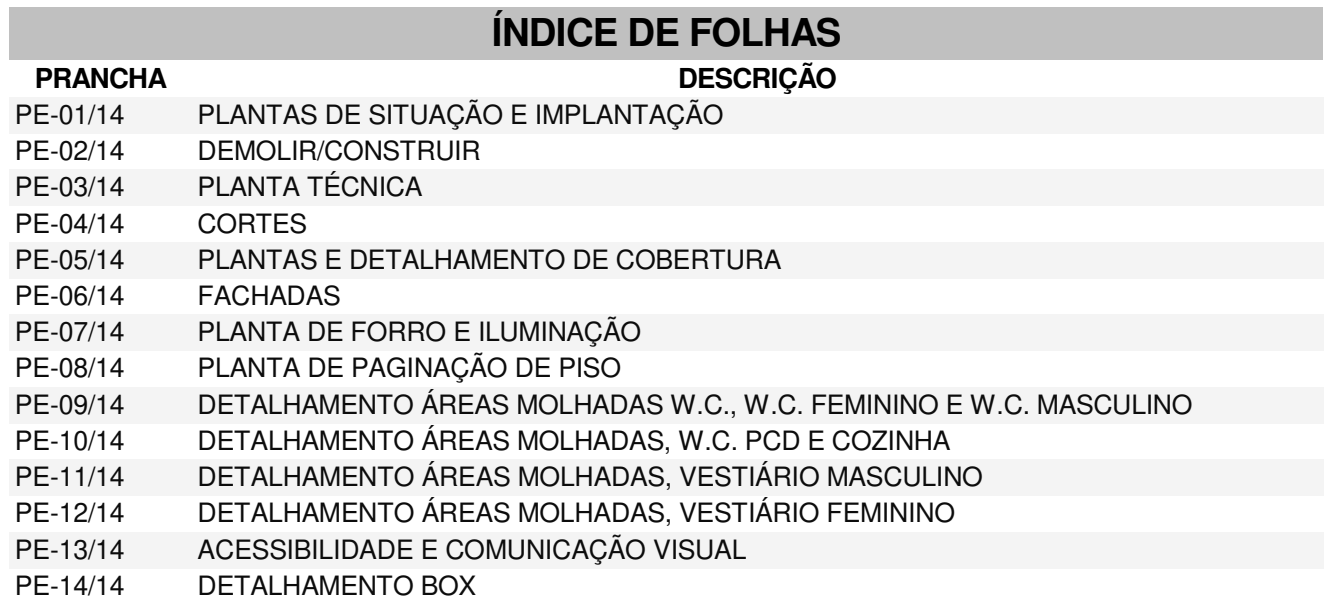 ÍNDICE DE FOLHAS
PRANCHA DESCRIÇÃO
PE-01/14 PLANTAS DE SITUAÇÃO E IMPLANTAÇÃO
PE-02/14 DEMOLIR/CONSTRUIR
PE-03/14 PLANTA TÉCNICA
PE-04/14 CORTES
PE-05/14 PLANTAS E DETALHAMENTO DE COBERTURA
PE-06/14 FACHADAS
PE-07/14 PLANTA DE FORRO E ILUMINAÇÃO
PE-08/14 PLANTA DE PAGINAÇÃO DE PISO
PE-09/14 DETALHAMENTO ÁREAS MOLHADAS W.C., W.C. FEMININO E W.C. MASCULINO
PE-10/14 DETALHAMENTO ÁREAS MOLHADAS, W.C. PCD E COZINHA
PE-11/14 DETALHAMENTO ÁREAS MOLHADAS, VESTIÁRIO MASCULINO
PE-12/14 DETALHAMENTO ÁREAS MOLHADAS, VESTIÁRIO FEMININO
PE-13/14 ACESSIBILIDADE E COMUNICAÇÃO VISUAL
PE-14/14 DETALHAMENTO BOX